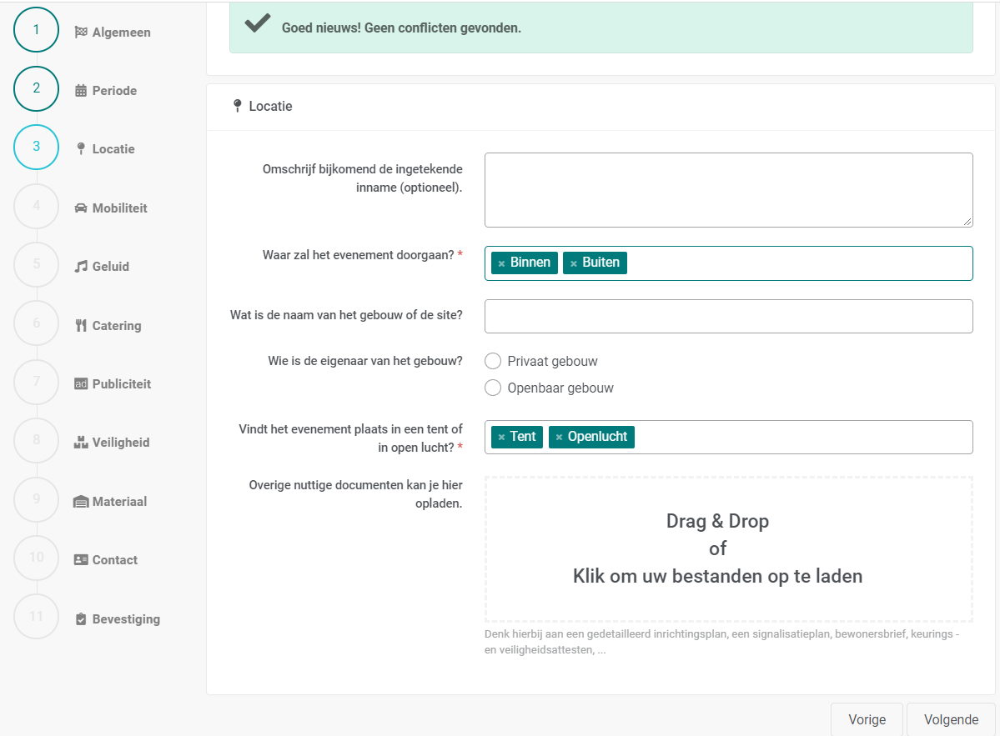 1
Algemeen
2
Periode
3
Locatie
4
Mobiliteit
5
Geluid
6
Catering
7
ad Publiciteit
8
Veiligheid
9
Materiaal
10
Contact
11
Bevestiging
Goed nieuws! Geen conflicten gevonden.
Locatie
Omschrijf bijkomend de ingetekende
inname (optioneel).
Waar zal het evenement doorgaan? *
× Binnen × Buiten
Wat is de naam van het gebouw of de site?
Wie is de eigenaar van het gebouw?
Privaat gebouw
Openbaar gebouw
Vindt het evenement plaats in een tent of
in open lucht? *
× Tent × Openlucht
Overige nuttige documenten kan je hier
opladen.
Drag & Drop
of
Klik om uw bestanden op te laden
Denk hierbij aan een gedetailleerd inrichtingsplan, een signalisatieplan, bewonersbrief, keurings -
en veiligheidsattesten, ...
Vorige
Volgende